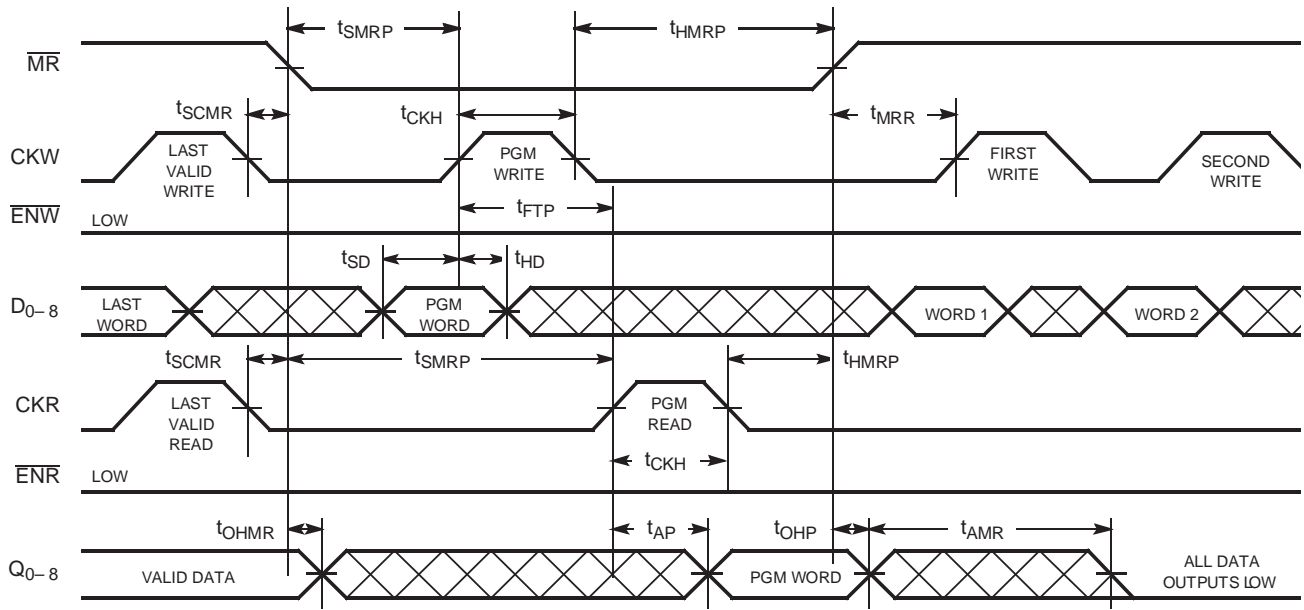 tSMRP
tHMRP
MR
tSCMR
tCKH
tMRR
CKW
LAST
VALID
WRITE
PGM
WRITE
FIRST
WRITE
SECOND
WRITE
tFTP
ENW
LOW
tSD
tHD
D0–8
LAST
WORD
PGM
WORD
WORD 1
WORD 2
tSCMR
tSMRP
tHMRP
CKR
LAST
VALID
READ
PGM
READ
tCKH
ENR
LOW
tOHMR
tAP
tOHP
tAMR
Q0–8
VALID DATA
PGM WORD
ALL DATA
OUTPUTS LOW